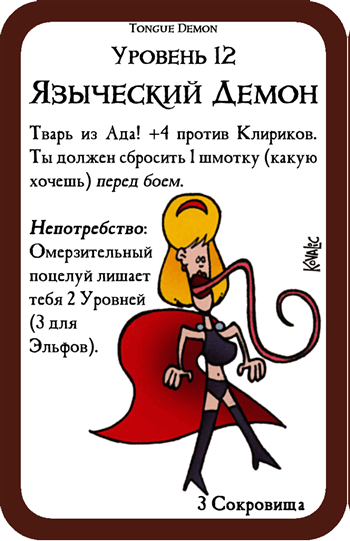 Tongue Demon
Уровень 12
Языческий Демон
Тварь из Ада! +4 против Клириков.
Ты должен сбросить 1 шмотку (какую
хочешь) перед боем.
Непотребство:
Омерзительный
поцелуй лишает
тебя 2 Уровней
(3 для
Эльфов).
Kovalic
3 Сокровища